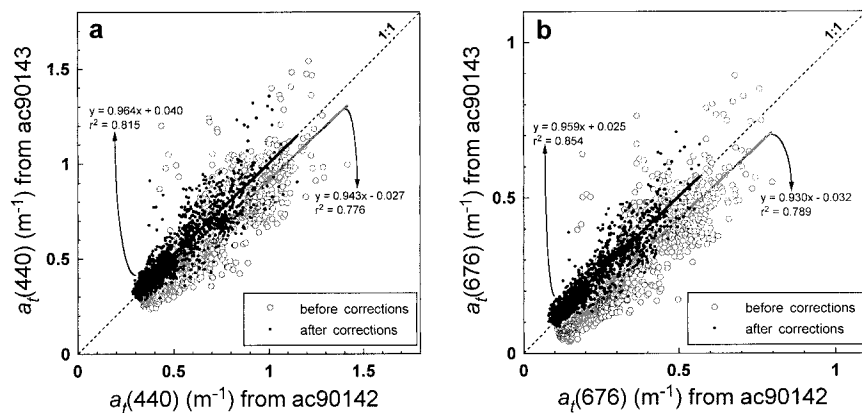 a
1:1
1.5
1
0.5
0
0
0.5
1
1.5
y = 0.964x + 0.040
r² = 0.815
y = 0.943x -0.027
r² = 0.776
before corrections
after corrections
at(440) (m⁻¹) from ac90143
at(440) (m⁻¹) from ac90142
b
1:1
1
0.5
0
0
0.5
1
y = 0.959x + 0.025
r² = 0.854
y = 0.930x -0.032
r² = 0.789
before corrections
after corrections
at(676) (m⁻¹) from ac90143
at(676) (m⁻¹) from ac90142